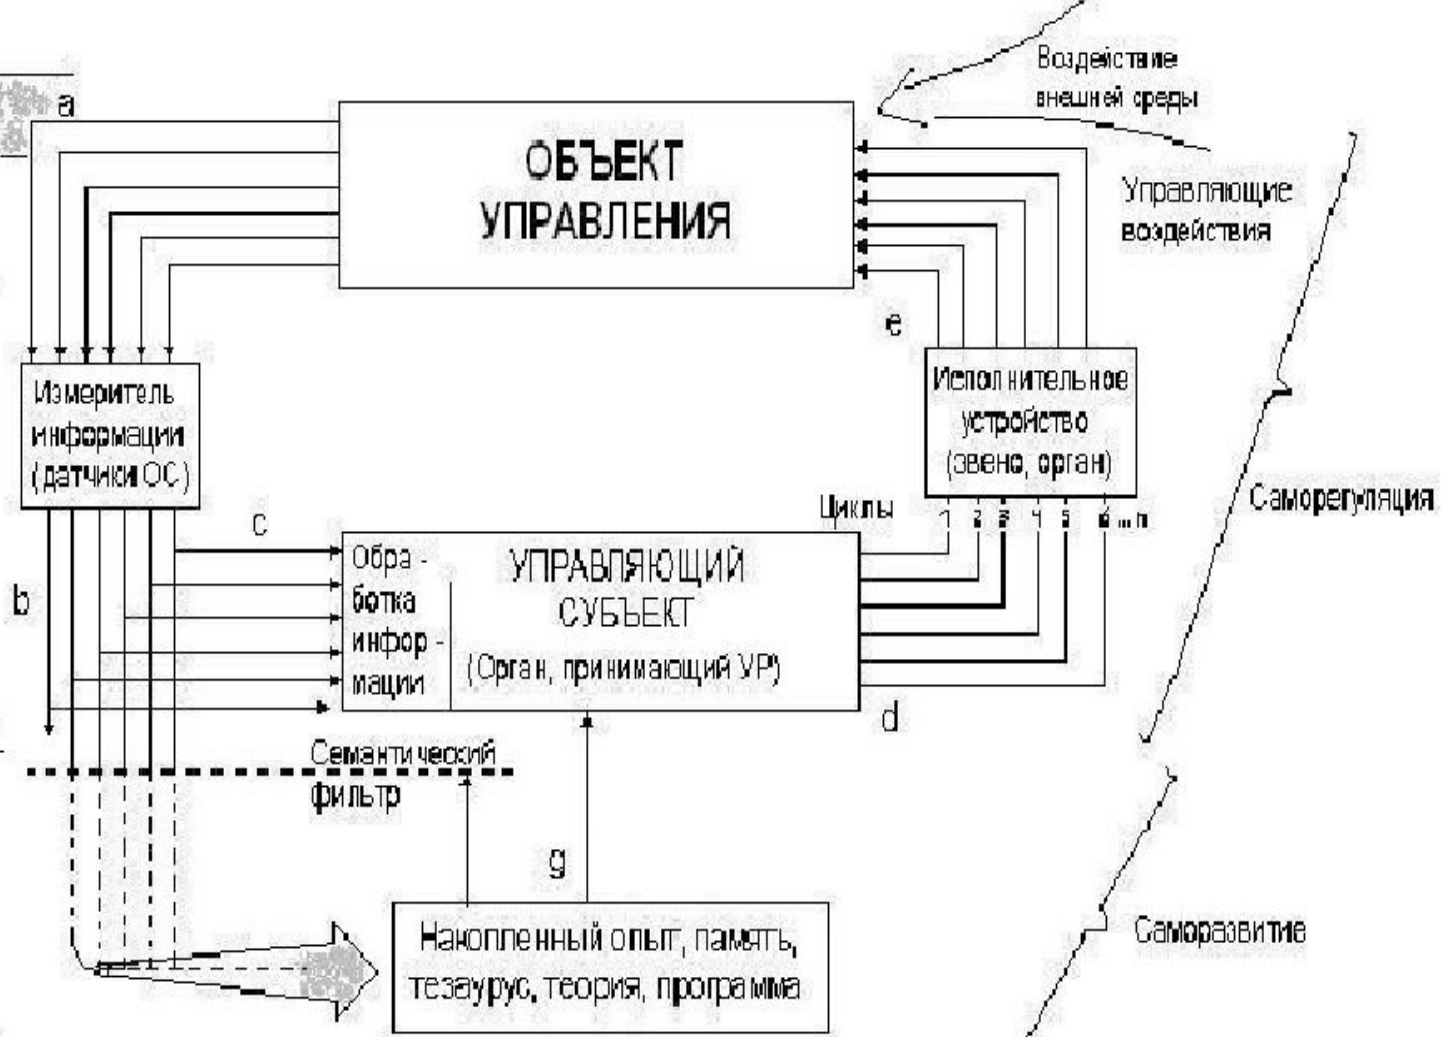 Воздействие
внешней среды
a
ОБЪЕКТ
УПРАВЛЕНИЯ
Управляющие
воздействия
e
Измеритель
информации
(датчики ОС)
Исполнительное
устройство
(звено, орган)
Саморегуляция
Циклы
1 2 3 4 5 6 ... n
c
Обра -
ботка
инфор -
мации
УПРАВЛЯЮЩИЙ
СУБЪЕКТ
(Орган, принимающий УР)
b
d
Семантический
фильтр
g
Накопленный опыт, память,
тезаурус, теория, программа
Саморазвитие